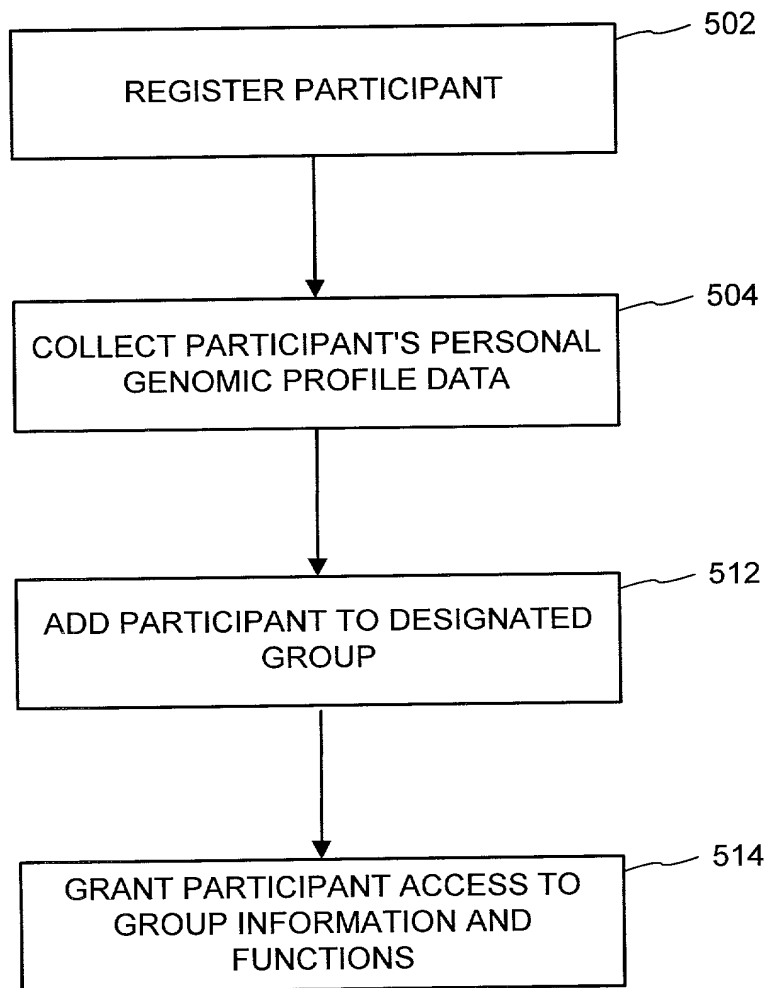 502
REGISTER PARTICIPANT
504
COLLECT PARTICIPANT'S PERSONAL
GENOMIC PROFILE DATA
512
ADD PARTICIPANT TO DESIGNATED
GROUP
514
GRANT PARTICIPANT ACCESS TO
GROUP INFORMATION AND
FUNCTIONS